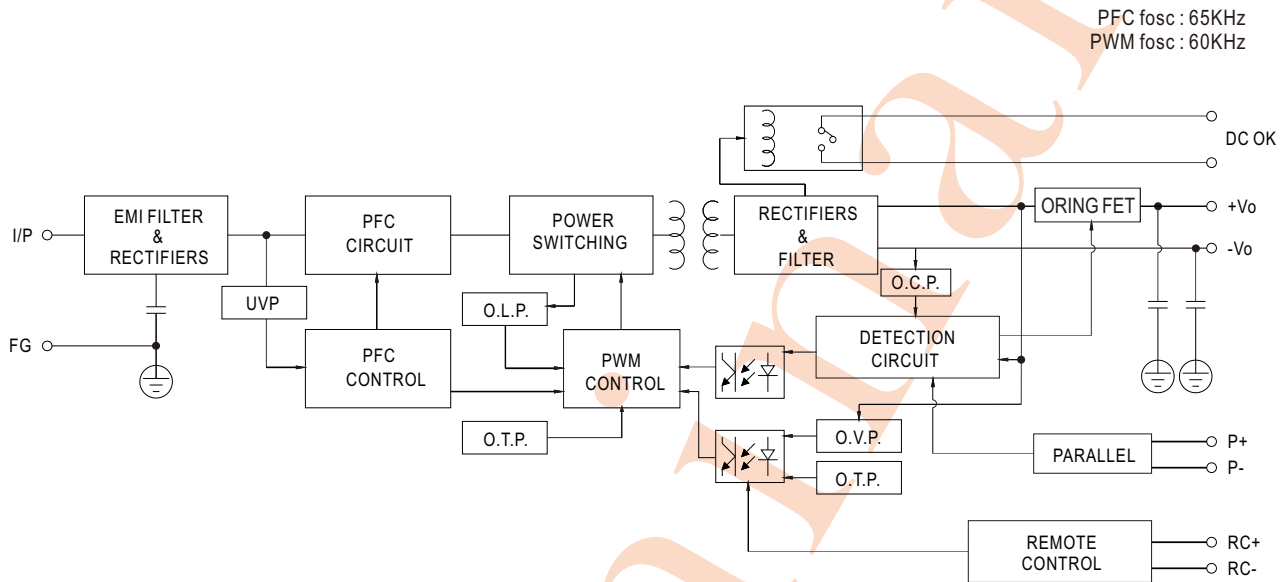 PFC fosc : 65KHz
PWM fosc : 60KHz
DC OK
EMI FILTER
&
RECTIFIERS
PFC
CIRCUIT
POWER
SWITCHING
RECTIFIERS
&
FILTER
ORING FET
+Vo
I/P
-Vo
O.C.P.
UVP
O.L.P.
FG
PFC
CONTROL
PWM
CONTROL
DETECTION
CIRCUIT
O.T.P.
O.V.P.
O.T.P.
PARALLEL
P+
P-
REMOTE
CONTROL
RC+
RC-